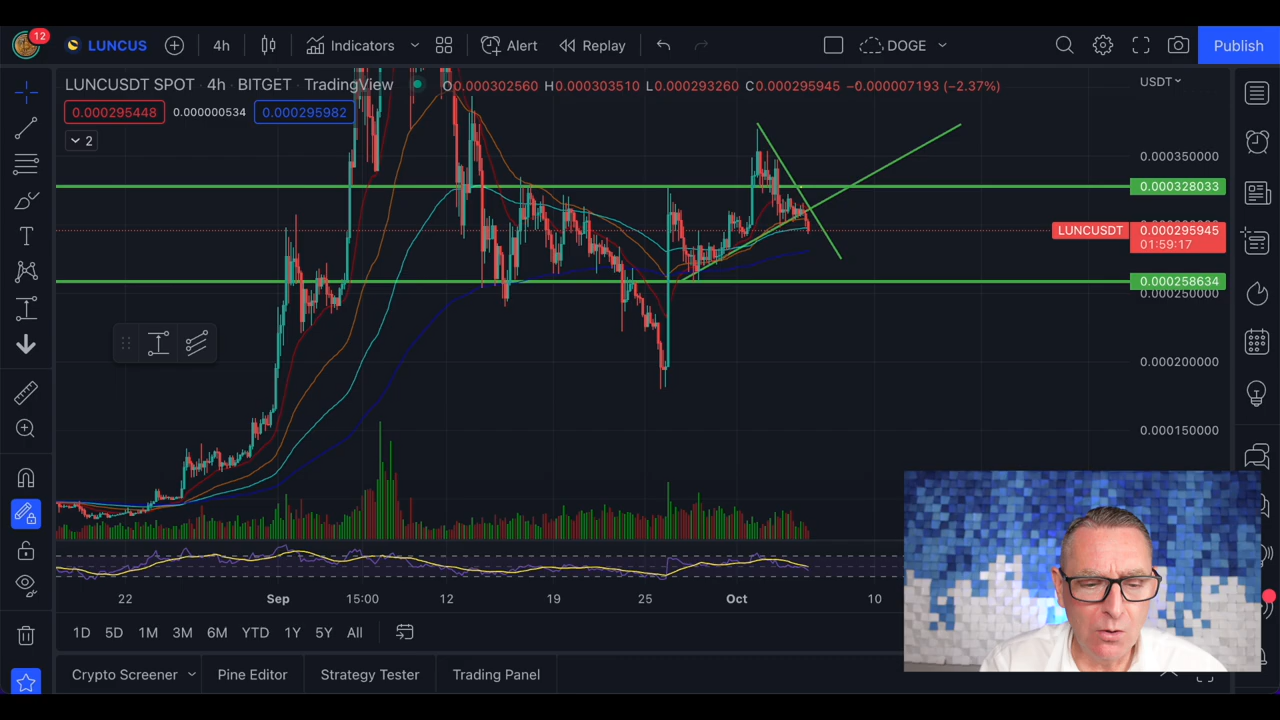 12
LUNCUS
4h
Indicators
Alert
Replay
DOGE
Publish
LUNCUSDT SPOT · 4h · BITGET · TradingView
O0.000302560 H0.000303510 L0.000293260 C0.000295945 −0.000007193 (−2.37%)
USDT
0.000295448
0.000000534
0.000295982
2
0.000350000
0.000328033
LUNCUSDT
0.000295945
01:59:17
0.000258634
0.000250000
0.000200000
0.000150000
22
Sep
15:00
12
19
25
Oct
10
1D 5D 1M 3M 6M YTD 1Y 5Y All
Crypto Screener
Pine Editor
Strategy Tester
Trading Panel